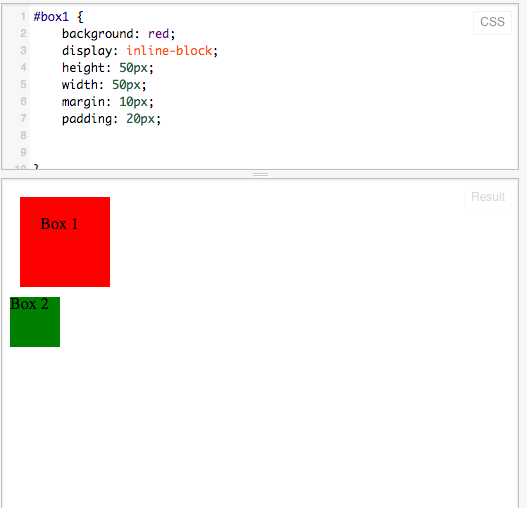 1 #box1 {
CSS
2 background: red;
3 display: inline-block;
4 height: 50px;
5 width: 50px;
6 margin: 10px;
7 padding: 20px;
8
9
10 }
Result
Box 1
Box 2